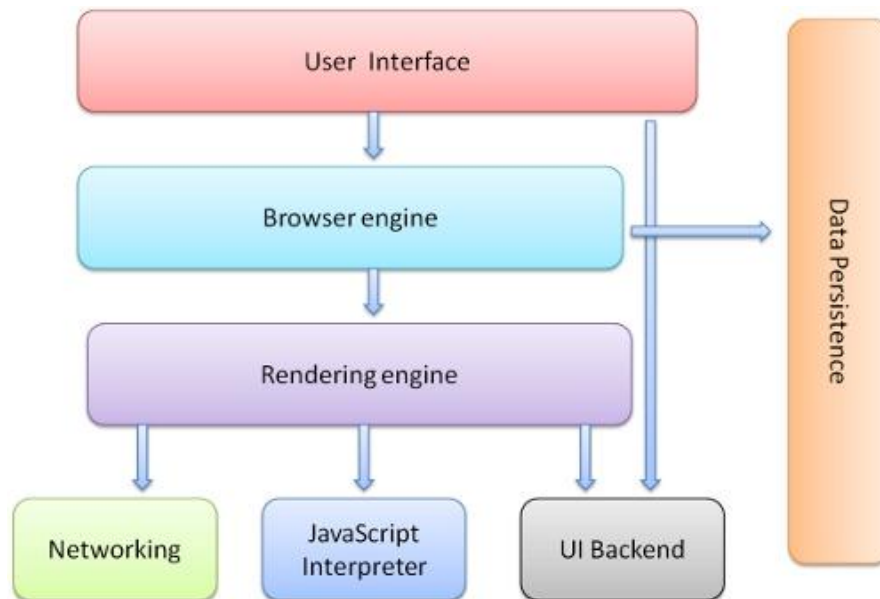 User Interface
Browser engine
Rendering engine
Networking
JavaScript
Interpreter
UI Backend
Data Persistence